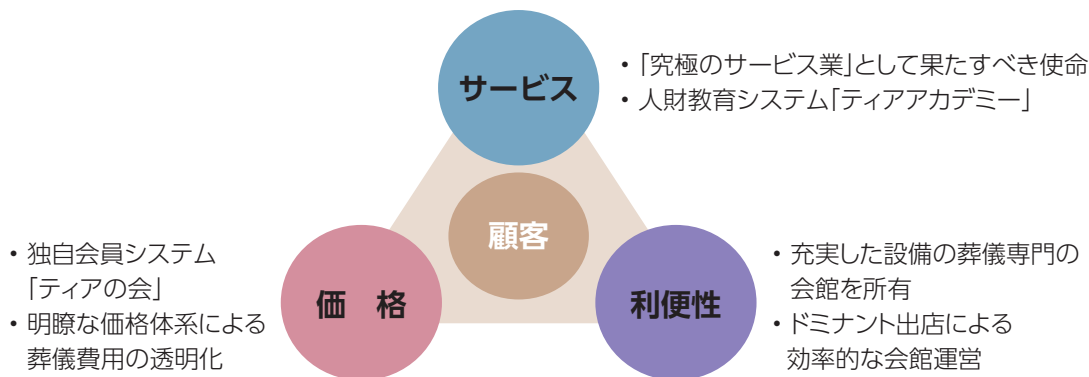 サービス
・「究極のサービス業」として果たすべき使命
・人財教育システム「ティアアカデミー」
顧客
価　格
・独自会員システム
「ティアの会」
・明瞭な価格体系による
葬儀費用の透明化
利便性
・充実した設備の葬儀専門の
会館を所有
・ドミナント出店による
効率的な会館運営